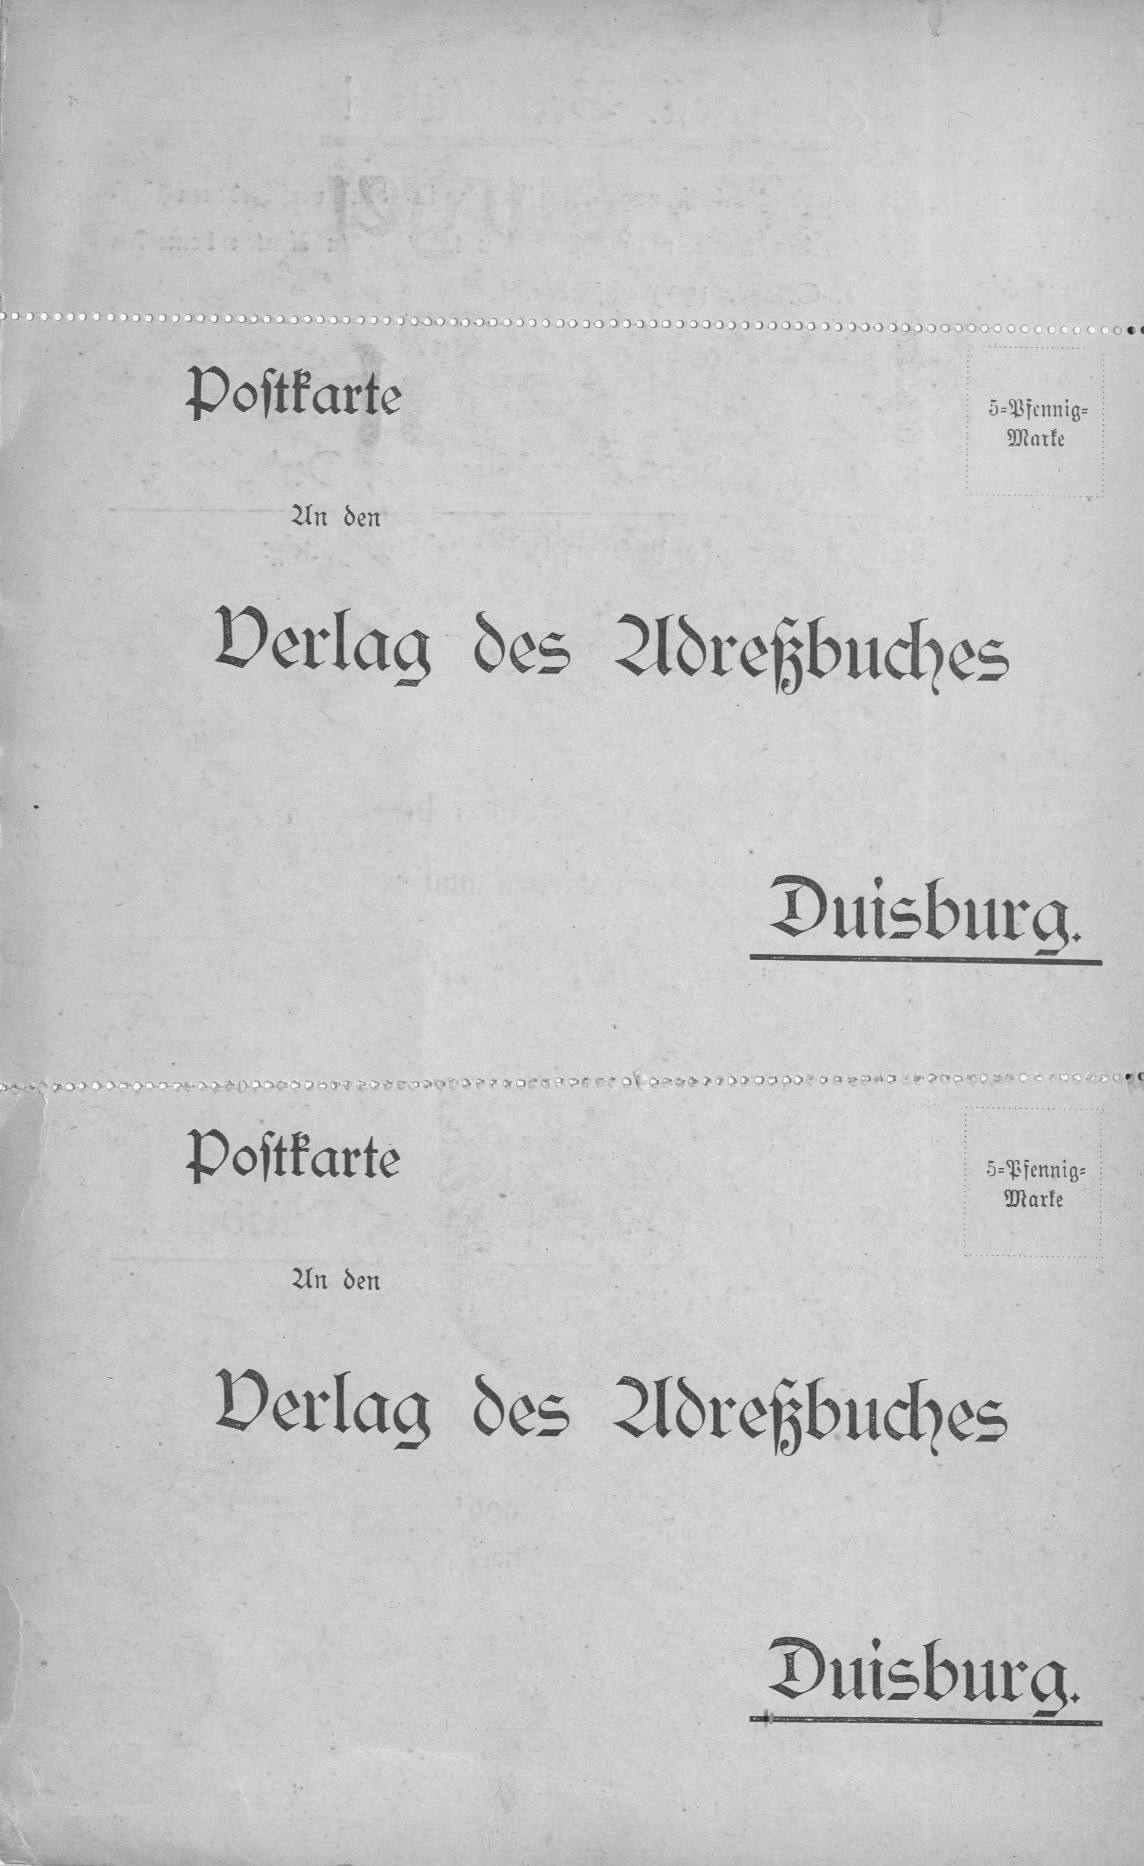 Postkarte
5=Pfennig=
Marke
An den
Verlag des Adreßbuches
Duisburg.
Postkarte
5=Pfennig=
Marke
An den
Verlag des Adreßbuches
Duisburg.